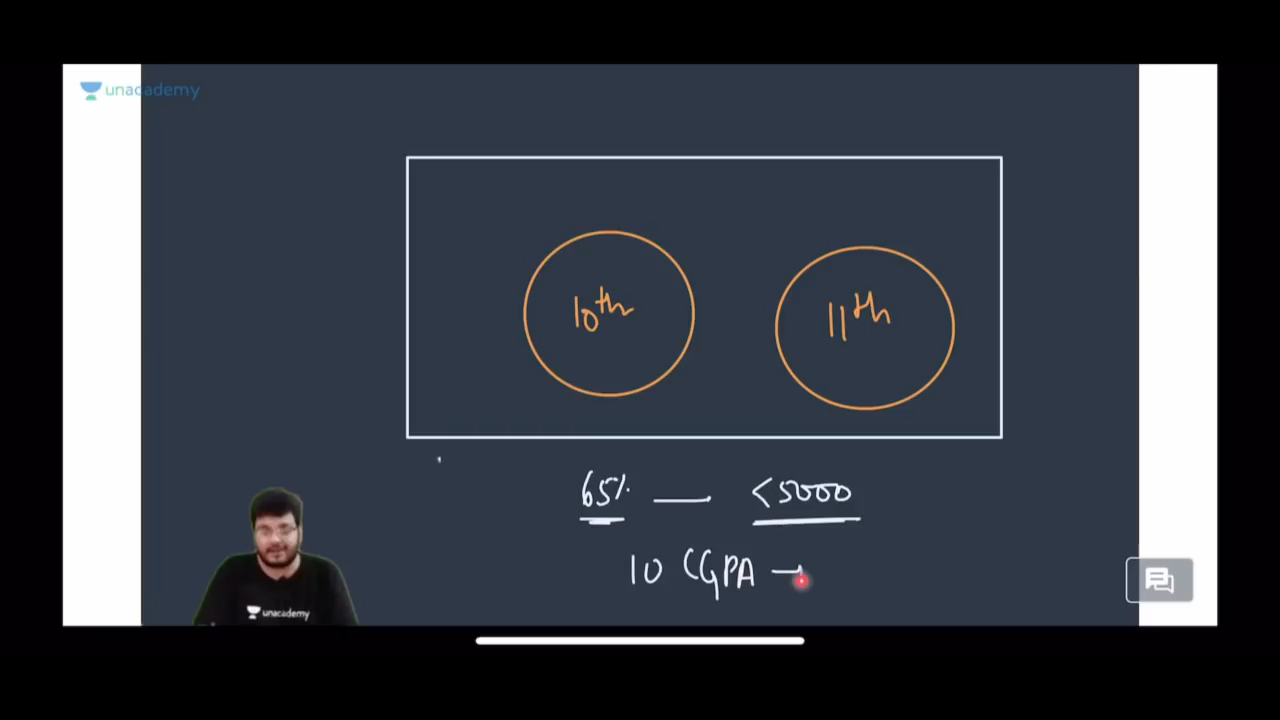 unacademy
10th 11th
65% — <5000
10 CGPA —
unacademy